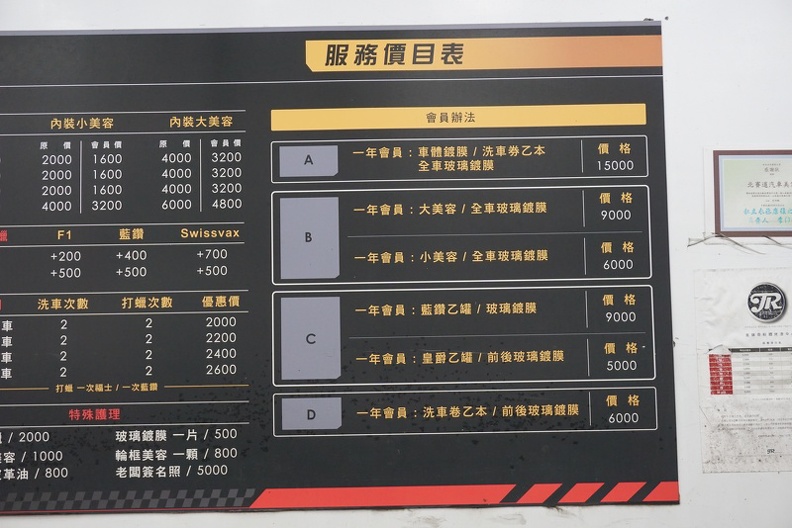 服務價目表
內裝小美容 內裝大美容
原 價 會員價 原 價 會員價
2000 1600 4000 3200
2000 1600 4000 3200
2000 1600 4000 3200
4000 3200 6000 4800
蠟 F1 藍鑽 Swissvax
+200 +400 +700
+500 +500 +500
洗車次數 打蠟次數 優惠價
車 2 2 2000
車 2 2 2200
車 2 2 2400
車 2 2 2600
打蠟 一次福士 / 一次藍鑽
特殊護理
/ 2000 玻璃鍍膜 一片 / 500
容 / 1000 輪框美容 一顆 / 800
革油 / 800 老闆簽名照 / 5000
會員辦法
A 一年會員：車體鍍膜 / 洗車券乙本 價 格
全車玻璃鍍膜 15000
B 一年會員：大美容 / 全車玻璃鍍膜 價 格
9000
一年會員：小美容 / 全車玻璃鍍膜 價 格
6000
C 一年會員：藍鑽乙罐 / 玻璃鍍膜 價 格
9000
一年會員：皇爵乙罐 / 前後玻璃鍍膜 價 格
5000
D 一年會員：洗車卷乙本 / 前後玻璃鍍膜 價 格
6000
JR